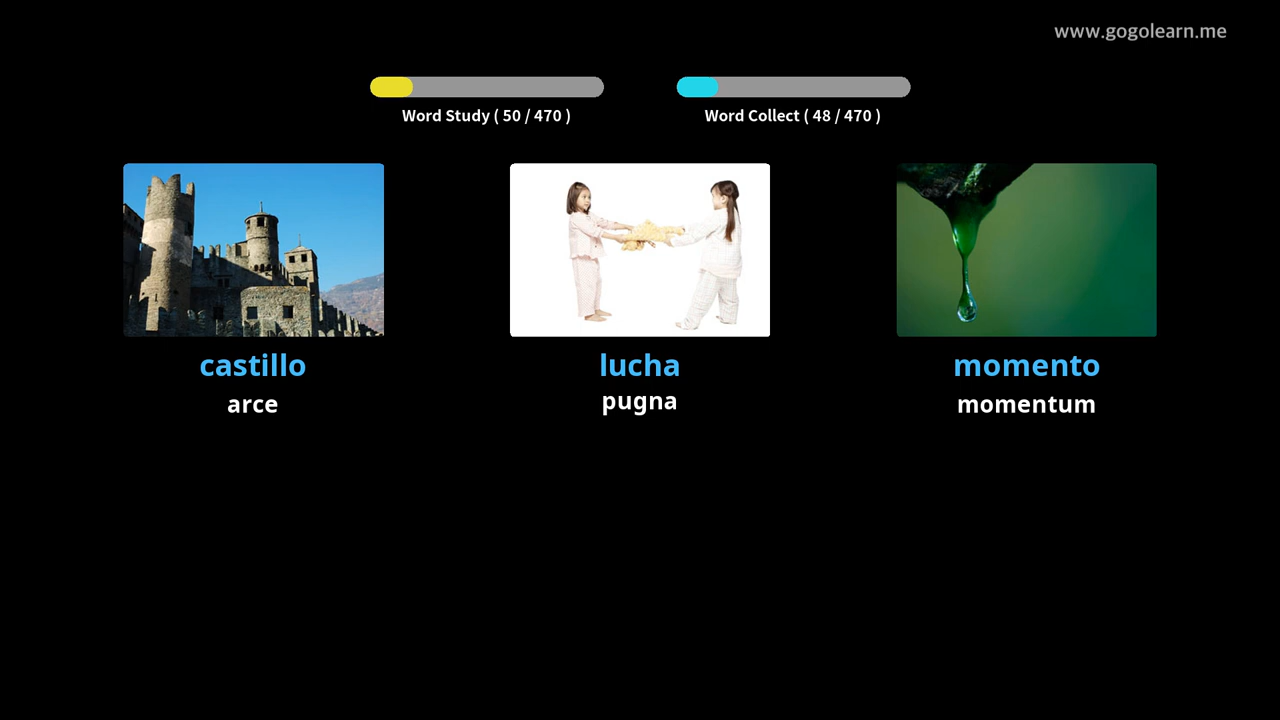 www.gogolearn.me
Word Study ( 50 / 470 )
Word Collect ( 48 / 470 )
castillo
arce
lucha
pugna
momento
momentum